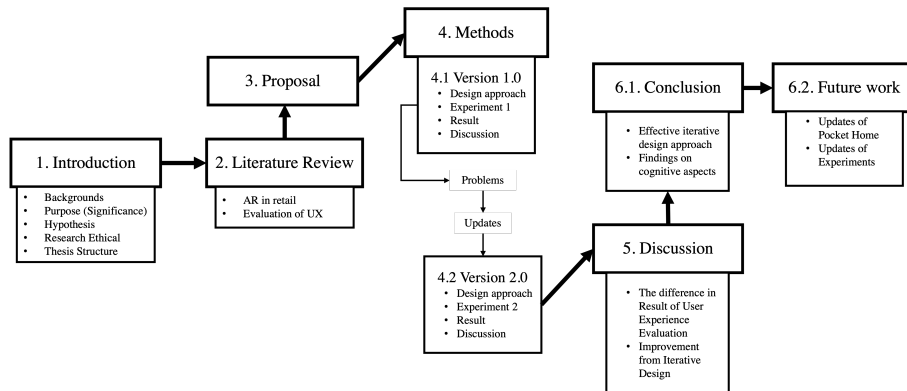 1. Introduction
• Backgrounds
• Purpose (Significance)
• Hypothesis
• Research Ethical
• Thesis Structure
2. Literature Review
• AR in retail
• Evaluation of UX
3. Proposal
4. Methods
4.1 Version 1.0
• Design approach
• Experiment 1
• Result
• Discussion
Problems
Updates
4.2 Version 2.0
• Design approach
• Experiment 2
• Result
• Discussion
5. Discussion
• The difference in
Result of User
Experience
Evaluation
• Improvement
from Iterative
Design
6.1. Conclusion
• Effective iterative
design approach
• Findings on
cognitive aspects
6.2. Future work
• Updates of
Pocket Home
• Updates of
Experiments